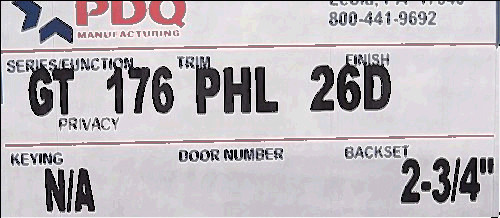 PDQ
MANUFACTURING
800-441-9692
SERIES/FUNCTION TRIM FINISH
GT 176 PHL 26D
PRIVACY
KEYING DOOR NUMBER BACKSET
N/A 2-3/4"